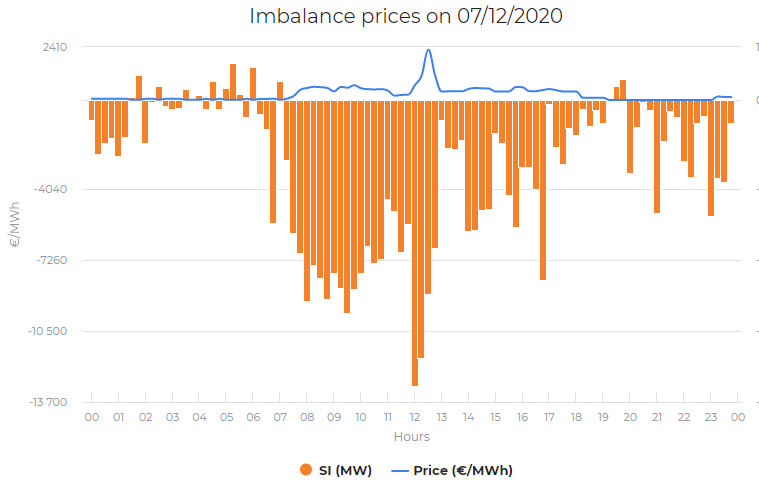 Imbalance prices on 07/12/2020
2410
-4040
-7260
-10 500
-13 700
€/MWh
00 01 02 03 04 05 06 07 08 09 10 11 12 13 14 15 16 17 18 19 20 21 22 23 00
Hours
SI (MW) Price (€/MWh)